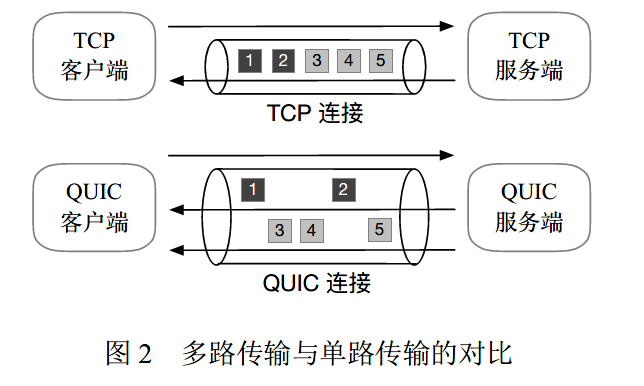 TCP
客户端
1 2 3 4 5
TCP
服务端
TCP 连接
QUIC
客户端
1 2
3 4 5
QUIC
服务端
QUIC 连接
图 2 多路传输与单路传输的对比